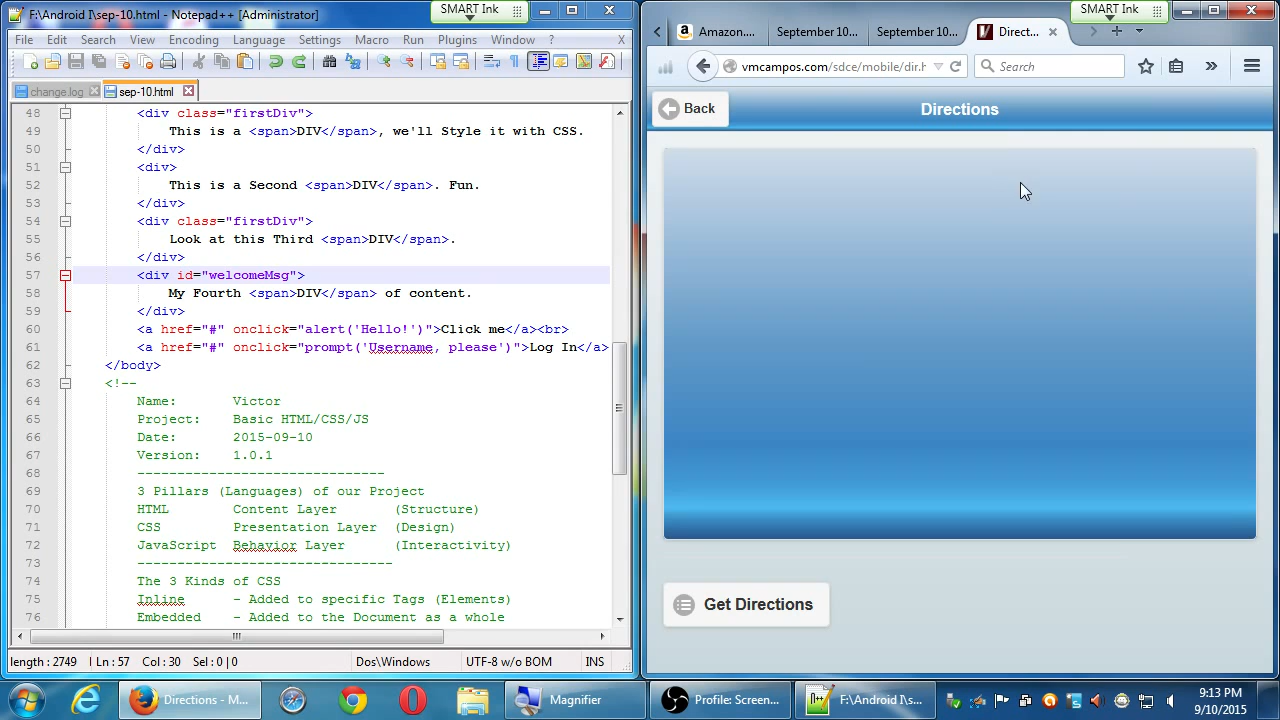 F:\Android I\sep-10.html - Notepad++ [Administrator]
SMART Ink
File Edit Search View Encoding Language Settings Macro Run Plugins Window ? X
change.log sep-10.html
48 <div class="firstDiv">
49 This is a <span>DIV</span>, we'll Style it with CSS.
50 </div>
51 <div>
52 This is a Second <span>DIV</span>. Fun.
53 </div>
54 <div class="firstDiv">
55 Look at this Third <span>DIV</span>.
56 </div>
57 <div id="welcomeMsg">
58 My Fourth <span>DIV</span> of content.
59 </div>
60 <a href="#" onclick="alert('Hello!')">Click me</a><br>
61 <a href="#" onclick="prompt('Username, please')">Log In</a>
62 </body>
63 <!--
64 Name: Victor
65 Project: Basic HTML/CSS/JS
66 Date: 2015-09-10
67 Version: 1.0.1
68 -------------------------------
69 3 Pillars (Languages) of our Project
70 HTML Content Layer (Structure)
71 CSS Presentation Layer (Design)
72 JavaScript Behavior Layer (Interactivity)
73 --------------------------------
74 The 3 Kinds of CSS
75 Inline - Added to specific Tags (Elements)
76 Embedded - Added to the Document as a whole
length : 2749 l Ln : 57 Col : 30 Sel : 0 | 0 Dos\Windows UTF-8 w/o BOM INS
SMART Ink
Amazon.... Septenber 10... September 10... Direct...
vmcampos.com/sdce/mobile/dir.h Search
Back Directions
Get Directions
Directions - M... Magnifier Profile: Screen... F:\Android I\s... 9:13 PM
9/10/2015